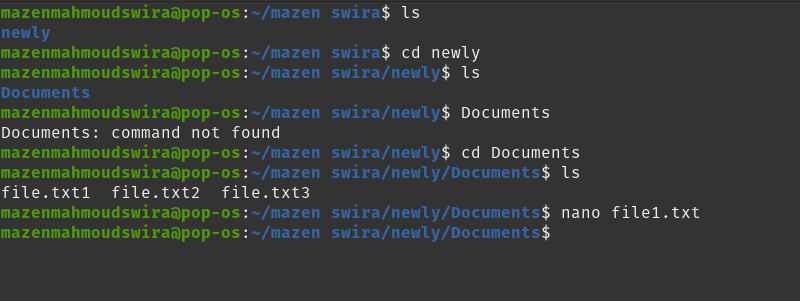 mazenmahmoudswira@pop-os:~/mazen swira$ ls
newly
mazenmahmoudswira@pop-os:~/mazen swira$ cd newly
mazenmahmoudswira@pop-os:~/mazen swira/newly$ ls
Documents
mazenmahmoudswira@pop-os:~/mazen swira/newly$ Documents
Documents: command not found
mazenmahmoudswira@pop-os:~/mazen swira/newly$ cd Documents
mazenmahmoudswira@pop-os:~/mazen swira/newly/Documents$ ls
file.txt1  file.txt2  file.txt3
mazenmahmoudswira@pop-os:~/mazen swira/newly/Documents$ nano file1.txt
mazenmahmoudswira@pop-os:~/mazen swira/newly/Documents$